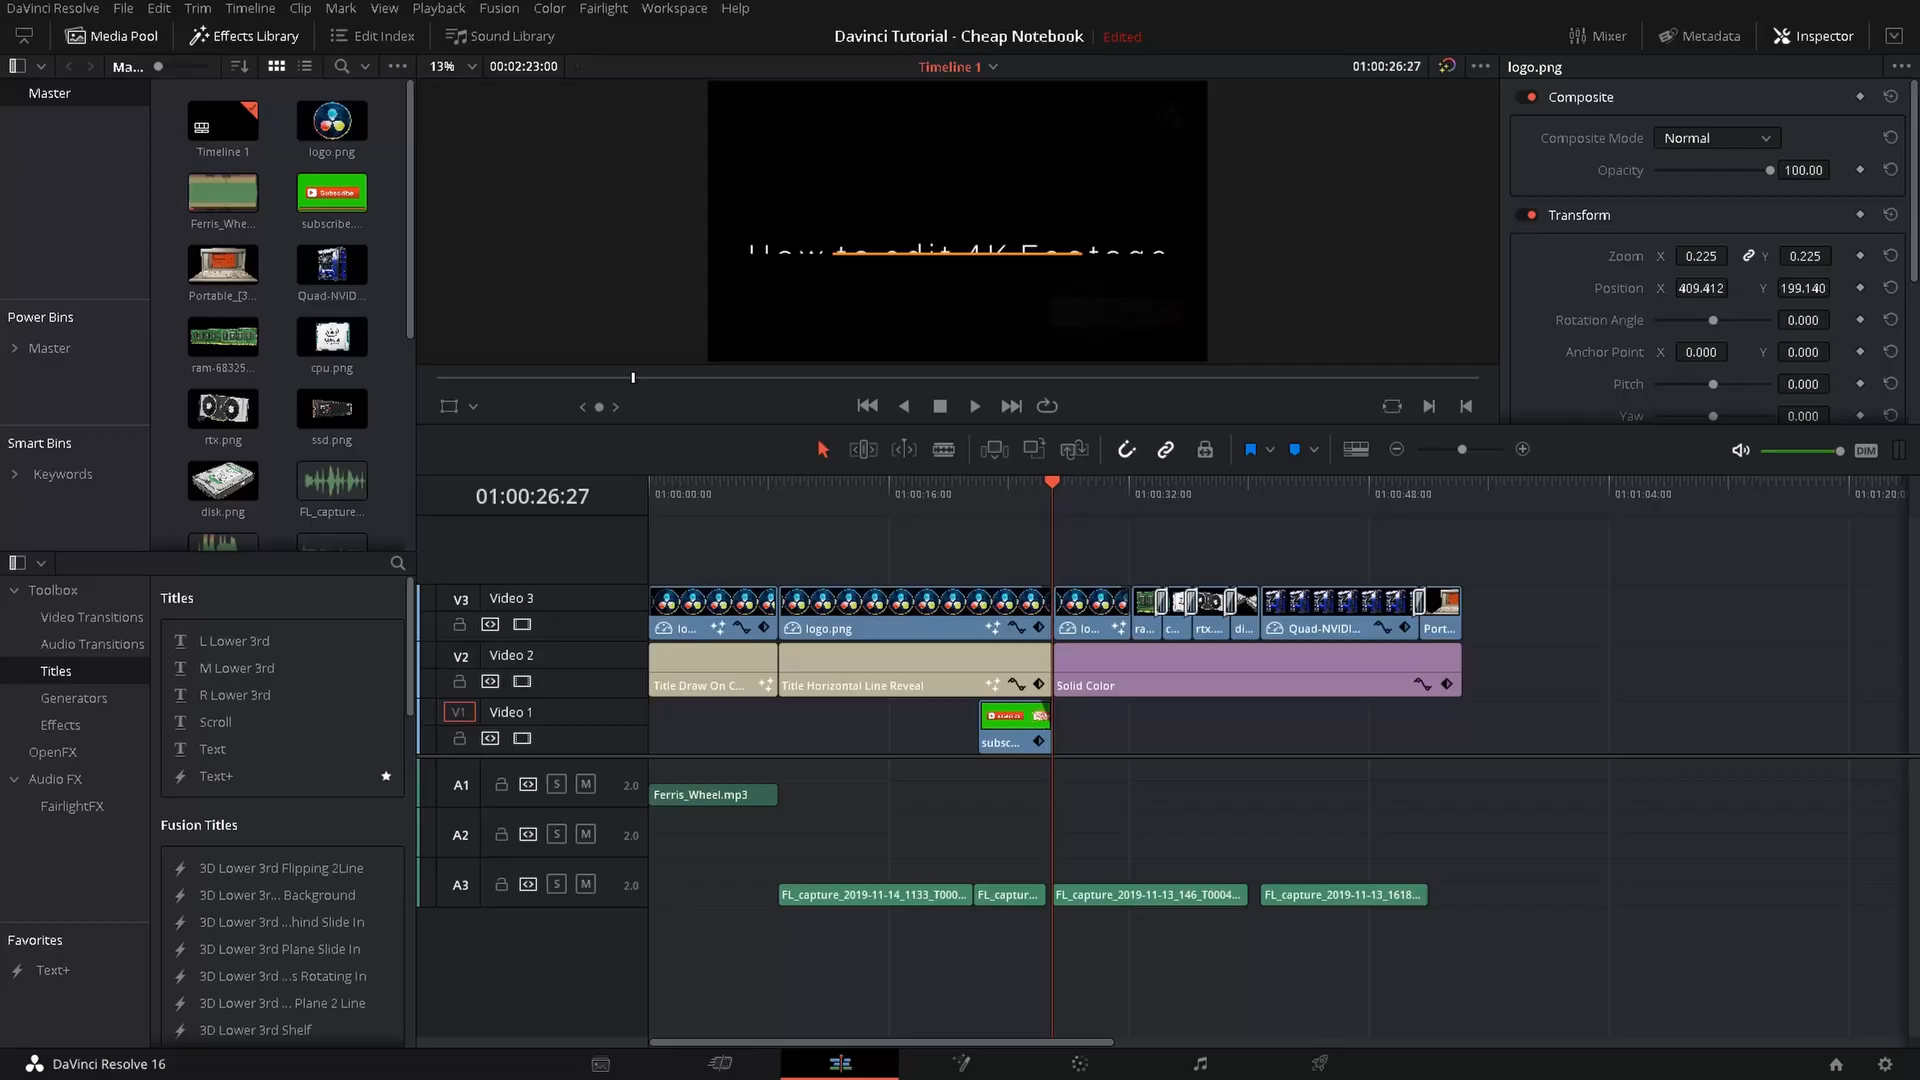 DaVinci Resolve File Edit Trim Timeline Clip Mark View Playback Fusion Color Fairlight Workspace Help
Media Pool Effects Library Edit Index Sound Library Davinci Tutorial - Cheap Notebook Edited Mixer Metadata Inspector
Ma... 13% 00:02:23:00 Timeline 1 01:00:26:27 logo.png
Master
Timeline 1 logo.png
Ferris_Whe... subscribe....
Subscribe
Portable_[3... Quad-NVID...
ram-68325... cpu.png
rtx.png ssd.png
disk.png FL_capture...
Power Bins
Master
Smart Bins
Keywords
How to edit 4K Footage
Composite
Composite Mode Normal
Opacity 100.00
Transform
Zoom X 0.225 Y 0.225
Position X 409.412 Y 199.140
Rotation Angle 0.000
Anchor Point X 0.000 Y 0.000
Pitch 0.000
Yaw 0.000
DIM
Toolbox
Video Transitions
Audio Transitions
Titles
Generators
Effects
OpenFX
Audio FX
FairlightFX
Favorites
Text+
Titles
L Lower 3rd
M Lower 3rd
R Lower 3rd
Scroll
Text
Text+
Fusion Titles
3D Lower 3rd Flipping 2Line
3D Lower 3r... Background
3D Lower 3rd ...hind Slide In
3D Lower 3rd Plane Slide In
3D Lower 3rd ...s Rotating In
3D Lower 3rd ... Plane 2 Line
3D Lower 3rd Shelf
01:00:26:27 01:00:00:00 01:00:16:00 01:00:32:00 01:00:48:00 01:01:04:00 01:01:20:0
V3 Video 3
lo... logo.png lo... ra... c... rtx.... di... Quad-NVIDI... Port...
V2 Video 2
Title Draw On C... Title Horizontal Line Reveal Solid Color
V1 Video 1
subsc...
A1 S M 2.0 Ferris_Wheel.mp3
A2 S M 2.0
A3 S M 2.0 FL_capture_2019-11-14_1133_T000... FL_captur... FL_capture_2019-11-13_146_T0004... FL_capture_2019-11-13_1618...
DaVinci Resolve 16